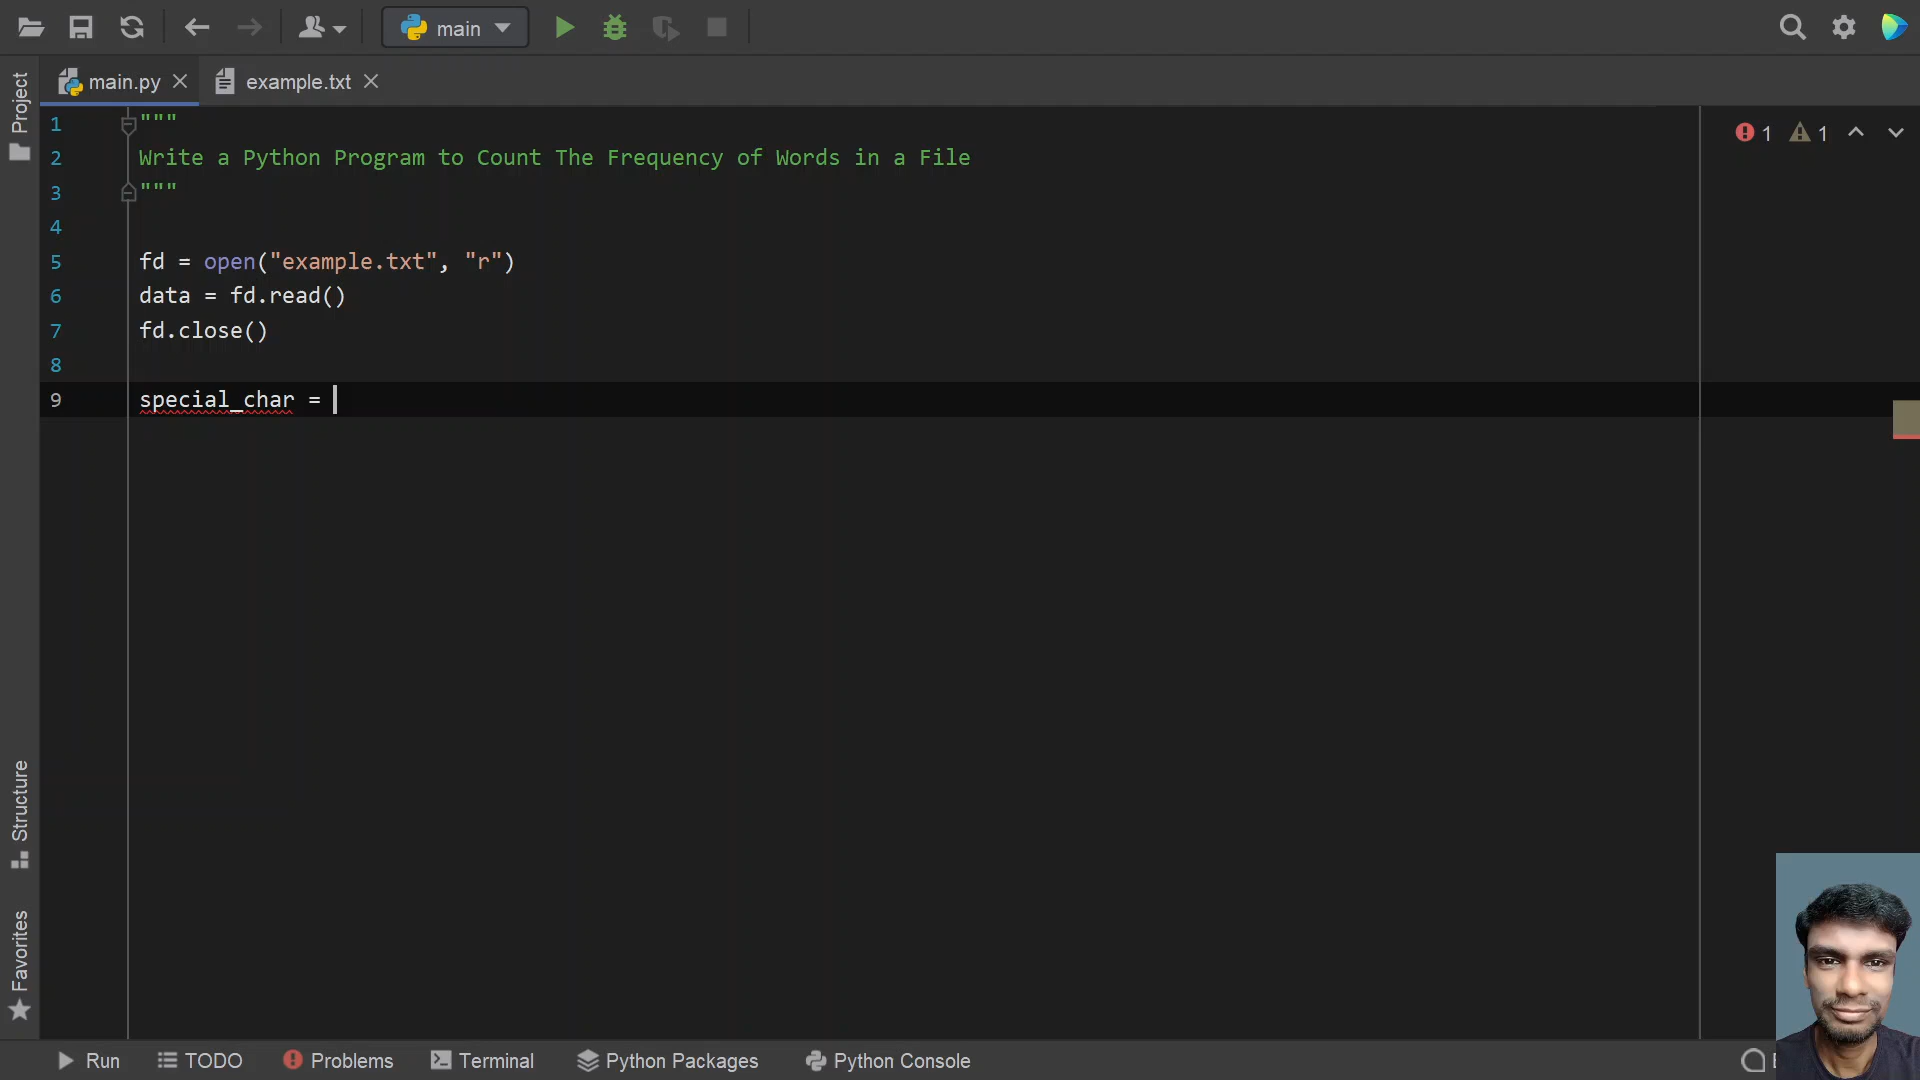 main
main.py
example.txt
Project
1 """
2 Write a Python Program to Count The Frequency of Words in a File
3 """
4
5 fd = open("example.txt", "r")
6 data = fd.read()
7 fd.close()
8
9 special_char =
1 1
Structure
Favorites
Run TODO Problems Terminal Python Packages Python Console